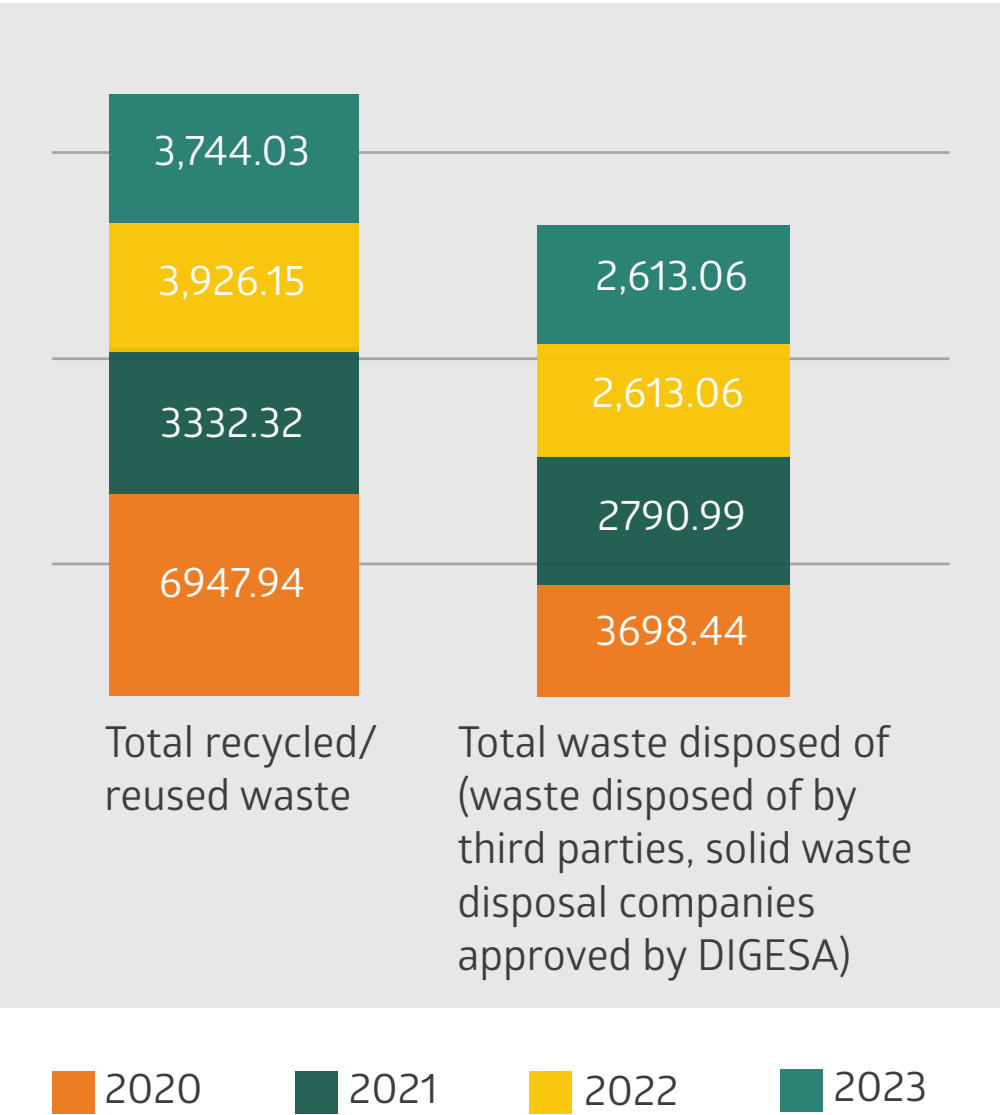 3,744.03
3,926.15
3332.32
6947.94
2,613.06
2,613.06
2790.99
3698.44
Total recycled/
reused waste
Total waste disposed of
(waste disposed of by
third parties, solid waste
disposal companies
approved by DIGESA)
2020
2021
2022
2023